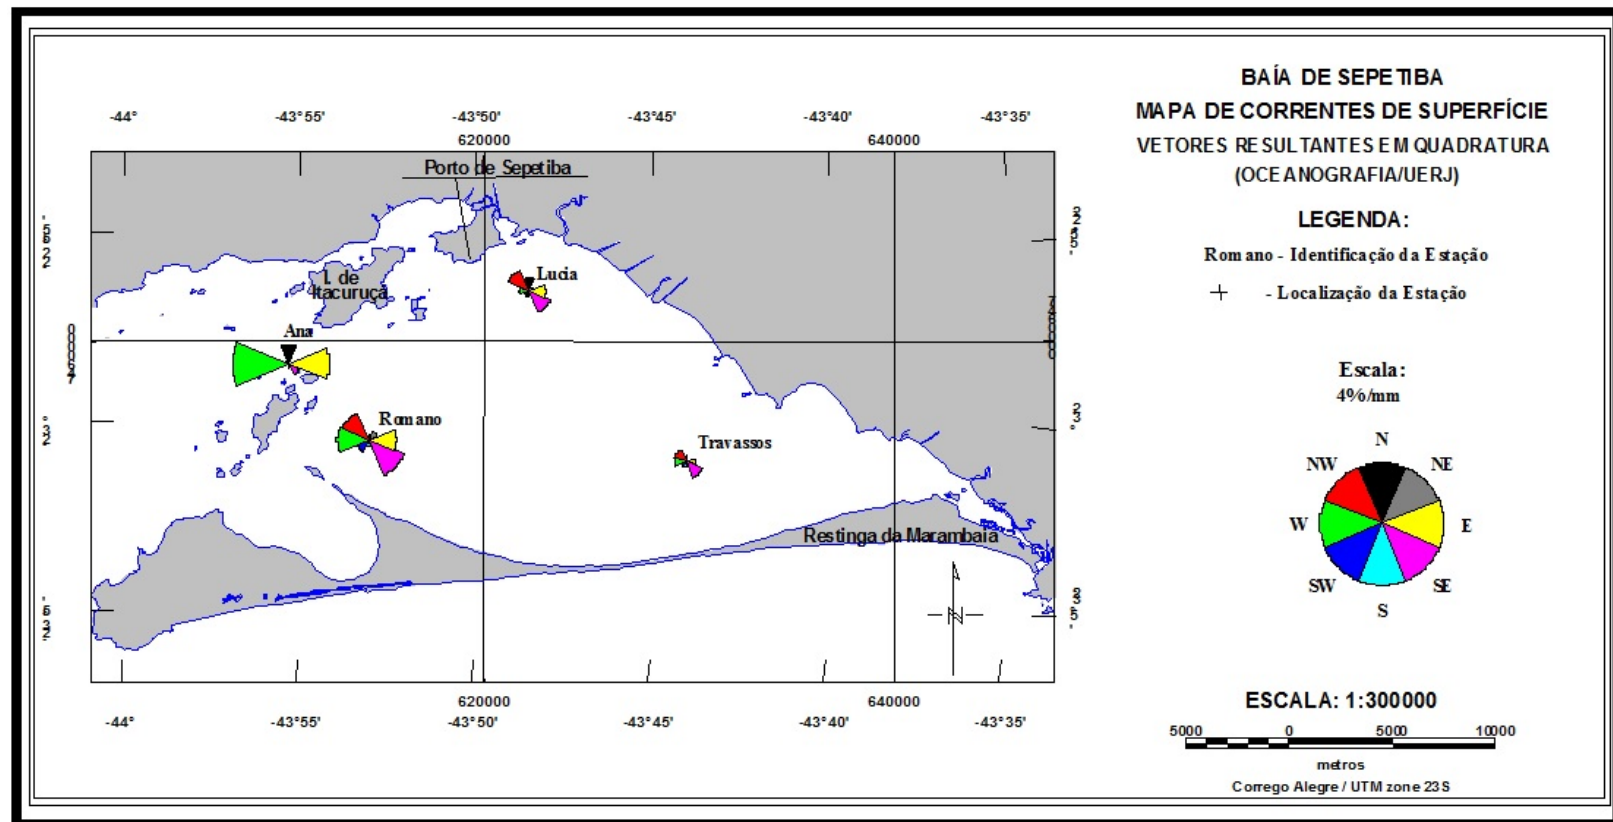 BAÍA DE SEPETIBA
MAPA DE CORRENTES DE SUPERFÍCIE
VETORES RESULTANTES EM QUADRATURA
(OCEANOGRAFIA/UERJ)
LEGENDA:
Romano - Identificação da Estação
- Localização da Estação
Escala:
4%/mm
N
NW
NE
W
E
SW
SE
S
ESCALA: 1:300000
5000 0 5000 10000
metros
Corrego Alegre / UTM zone 23S
-44° -43°55' -43°50' -43°45' -43°40' -43°35'
620000 640000
Porto de Sepetiba
Lucia
I. de
Itacuruça
Ana
Romano
Travassos
Restinga da Marambaia
N
620000 640000
-44° -43°55' -43°50' -43°45' -43°40' -43°35'